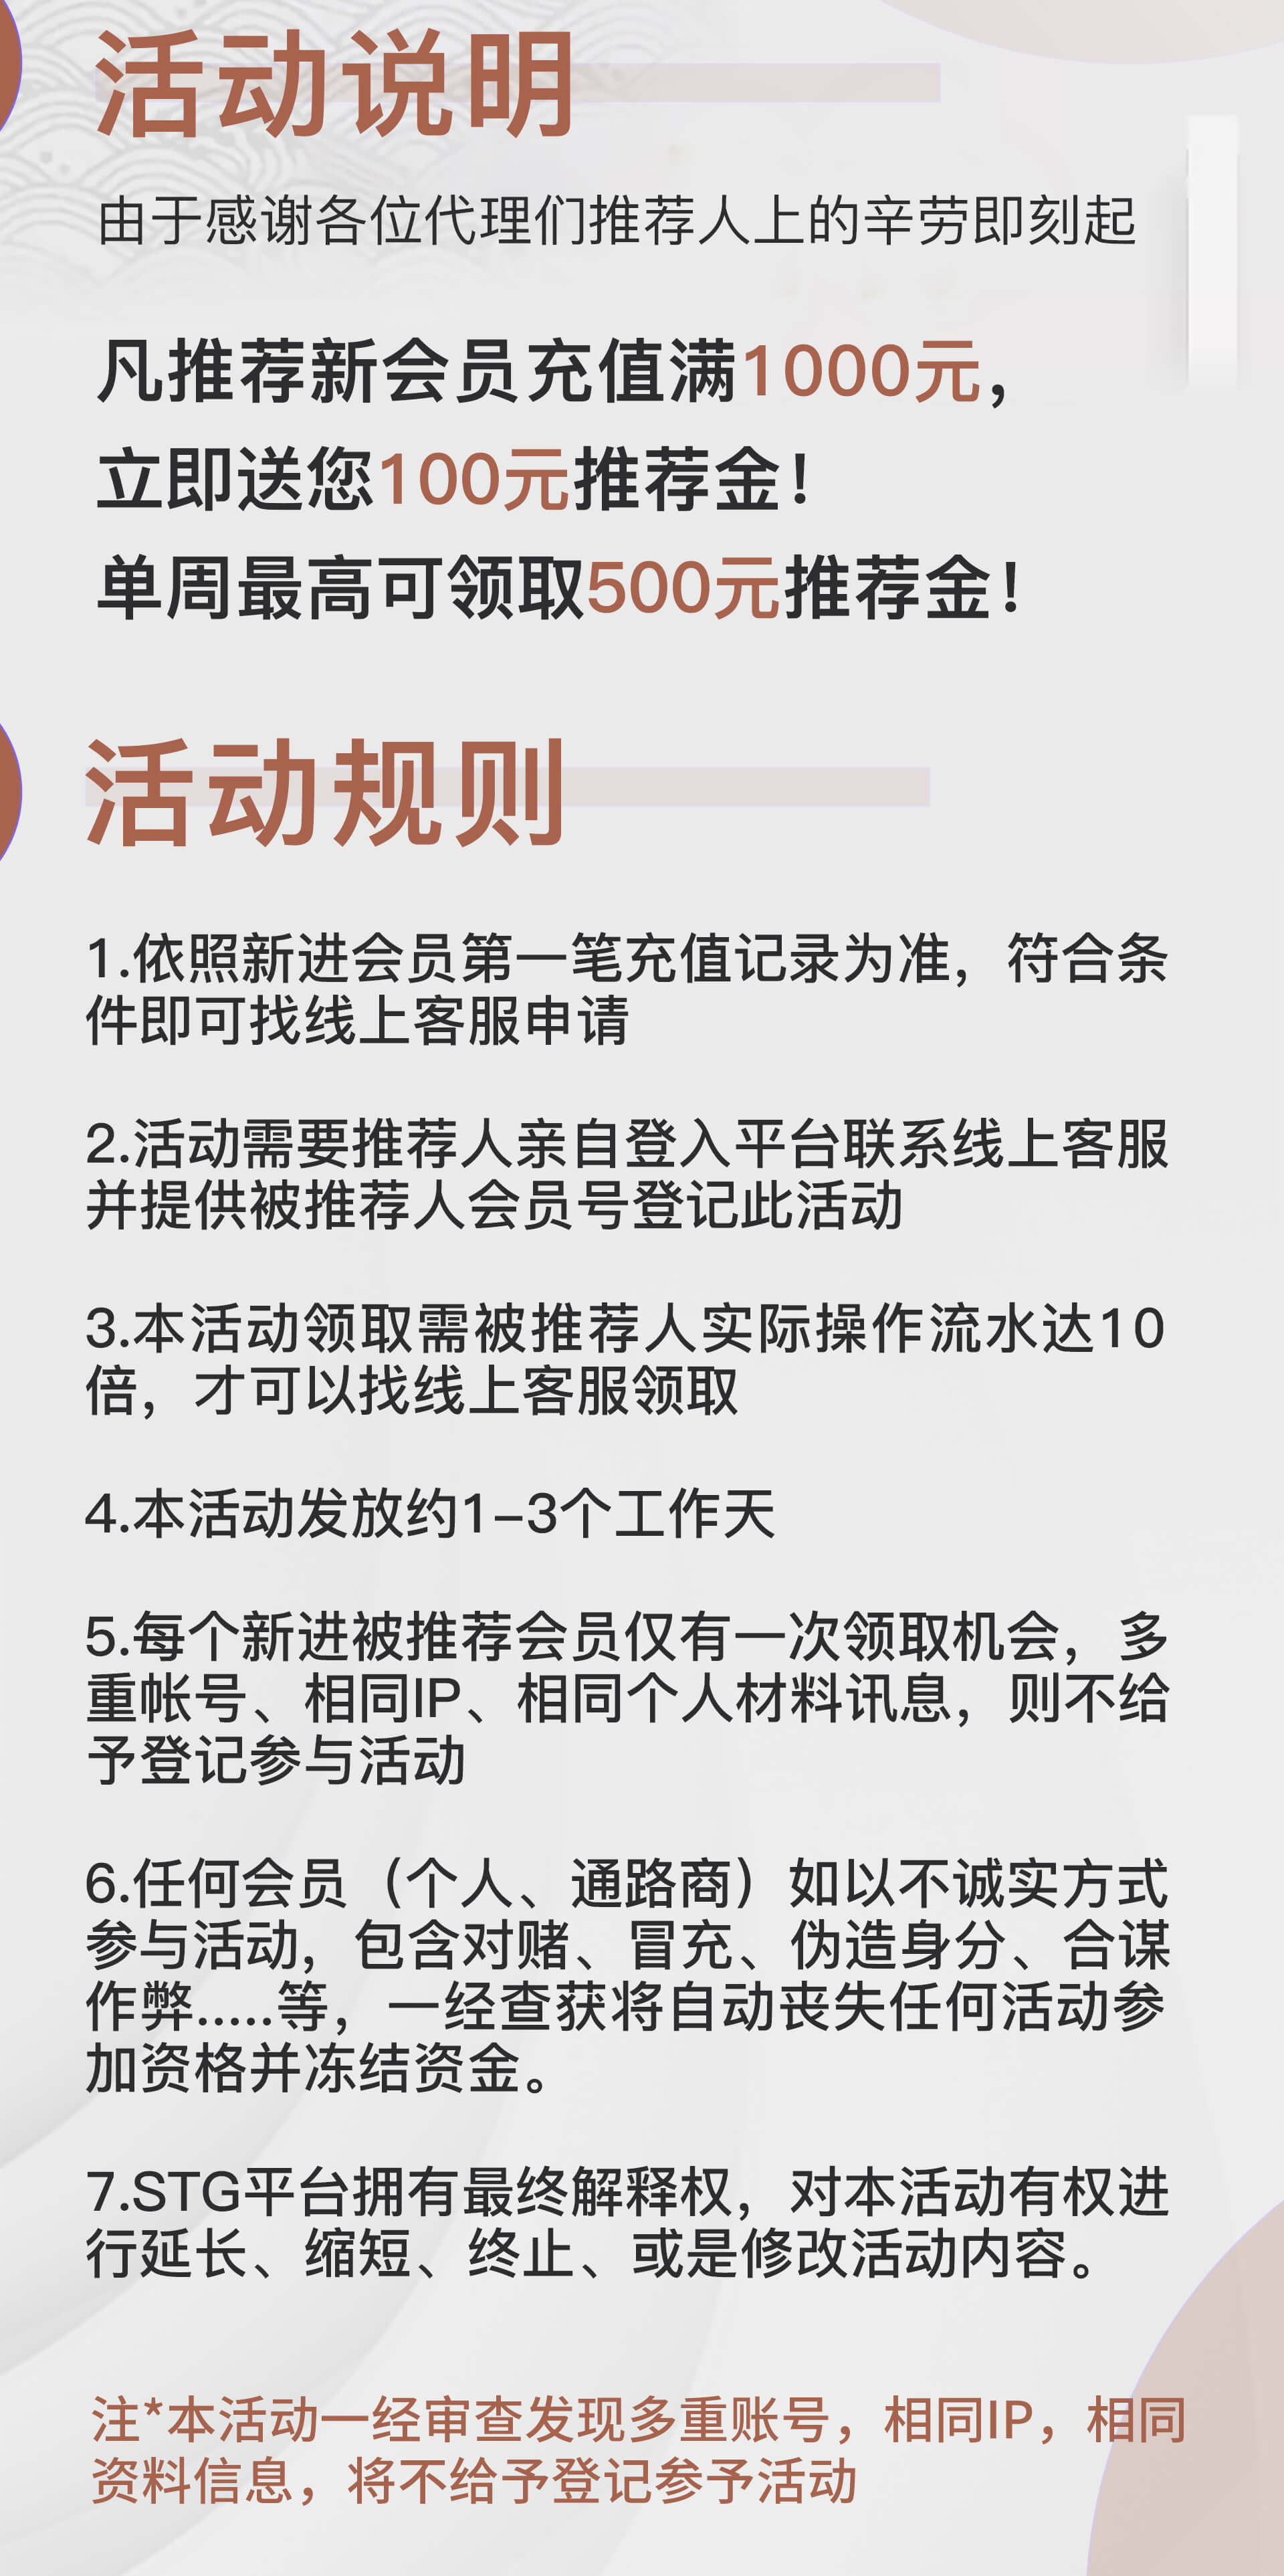 活动说明
由于感谢各位代理们推荐人上的辛劳即刻起
凡推荐新会员充值满1000元，
立即送您100元推荐金！
单周最高可领取500元推荐金！
活动规则
1.依照新进会员第一笔充值记录为准，符合条
件即可找线上客服申请
2.活动需要推荐人亲自登入平台联系线上客服
并提供被推荐人会员号登记此活动
3.本活动领取需被推荐人实际操作流水达10
倍，才可以找线上客服领取
4.本活动发放约1–3个工作天
5.每个新进被推荐会员仅有一次领取机会，多
重帐号、相同IP、相同个人材料讯息，则不给
予登记参与活动
6.任何会员（个人、通路商）如以不诚实方式
参与活动，包含对赌、冒充、伪造身分、合谋
作弊.....等，一经查获将自动丧失任何活动参
加资格并冻结资金。
7.STG平台拥有最终解释权，对本活动有权进
行延长、缩短、终止、或是修改活动内容。
注*本活动一经审查发现多重账号，相同IP，相同
资料信息，将不给予登记参予活动